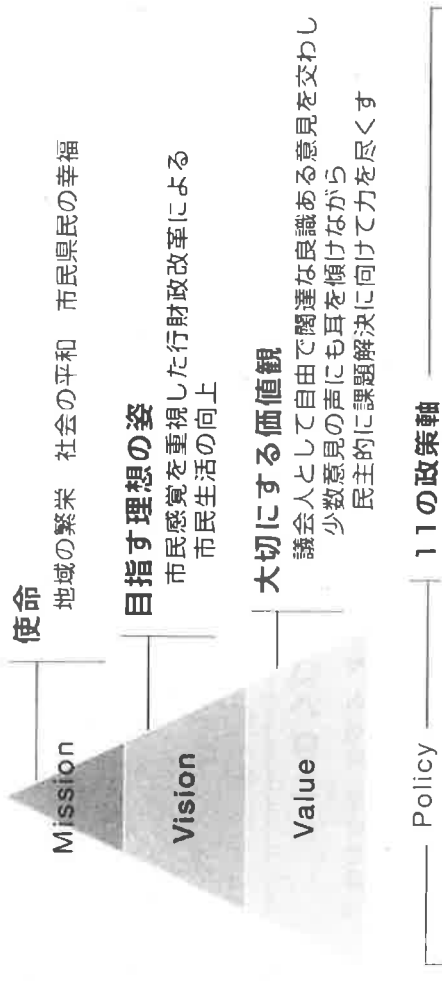 Mission
使命
地域の繁栄 社会の平和 市民県民の幸福
Vision
目指す理想の姿
市民感覚を重視した行財政改革による
市民生活の向上
Value
大切にする価値観
議会人として自由で闊達な良識ある意見を交わし
少数意見の声にも耳を傾けながら
民主的に課題解決に向けて力を尽くす
Policy
11の政策軸